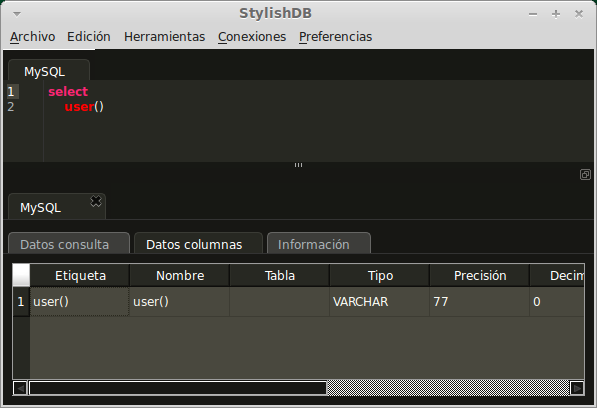 StylishDB
Archivo Edición Herramientas Conexiones Preferencias
MySQL
1 select
2 user()
MySQL
Datos consulta Datos columnas Información
Etiqueta Nombre Tabla Tipo Precisión Decim
1 user() user() VARCHAR 77 0